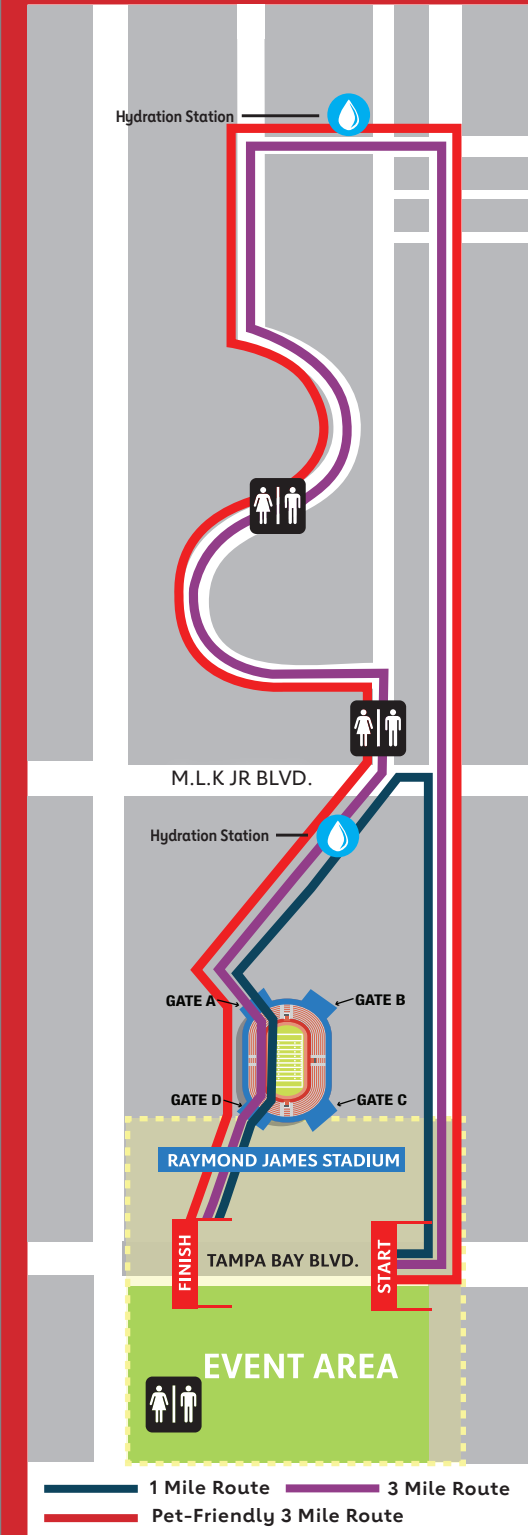 Hydration Station
M.L.K JR BLVD.
Hydration Station
GATE A
GATE B
GATE D
GATE C
RAYMOND JAMES STADIUM
FINISH
TAMPA BAY BLVD.
START
EVENT AREA
1 Mile Route
3 Mile Route
Pet-Friendly 3 Mile Route